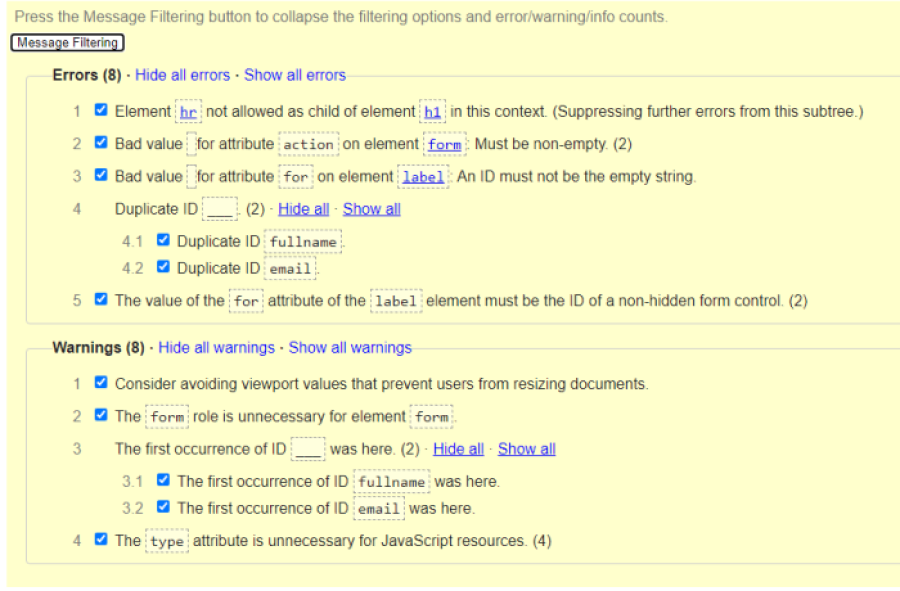 Press the Message Filtering button to collapse the filtering options and error/warning/info counts.
Message Filtering
Errors (8) · Hide all errors · Show all errors
1 Element hr not allowed as child of element h1 in this context. (Suppressing further errors from this subtree.)
2 Bad value for attribute action on element form: Must be non-empty. (2)
3 Bad value for attribute for on element label: An ID must not be the empty string.
4 Duplicate ID ___. (2) · Hide all · Show all
4.1 Duplicate ID fullname.
4.2 Duplicate ID email.
5 The value of the for attribute of the label element must be the ID of a non-hidden form control. (2)
Warnings (8) · Hide all warnings · Show all warnings
1 Consider avoiding viewport values that prevent users from resizing documents.
2 The form role is unnecessary for element form.
3 The first occurrence of ID ___ was here. (2) · Hide all · Show all
3.1 The first occurrence of ID fullname was here.
3.2 The first occurrence of ID email was here.
4 The type attribute is unnecessary for JavaScript resources. (4)